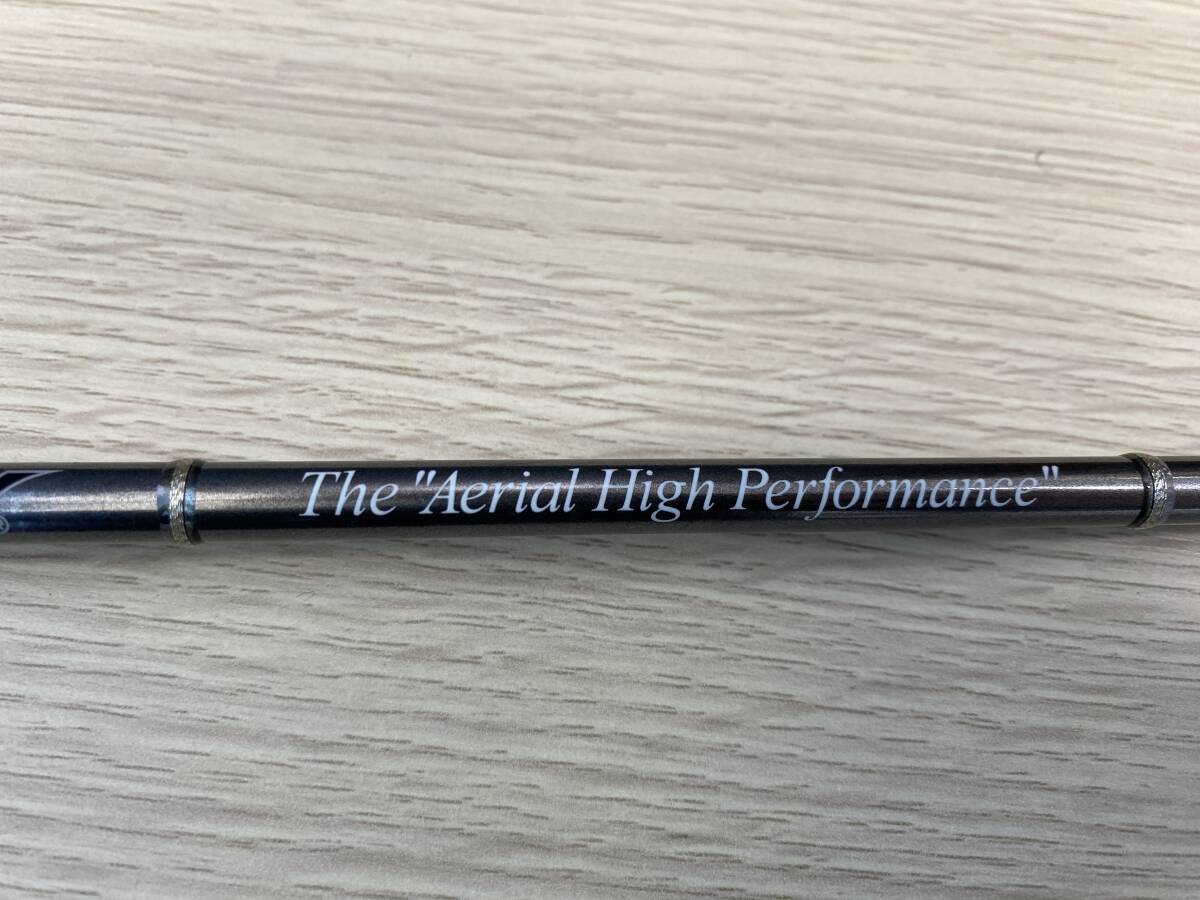 ®
The "Aerial High Performance"